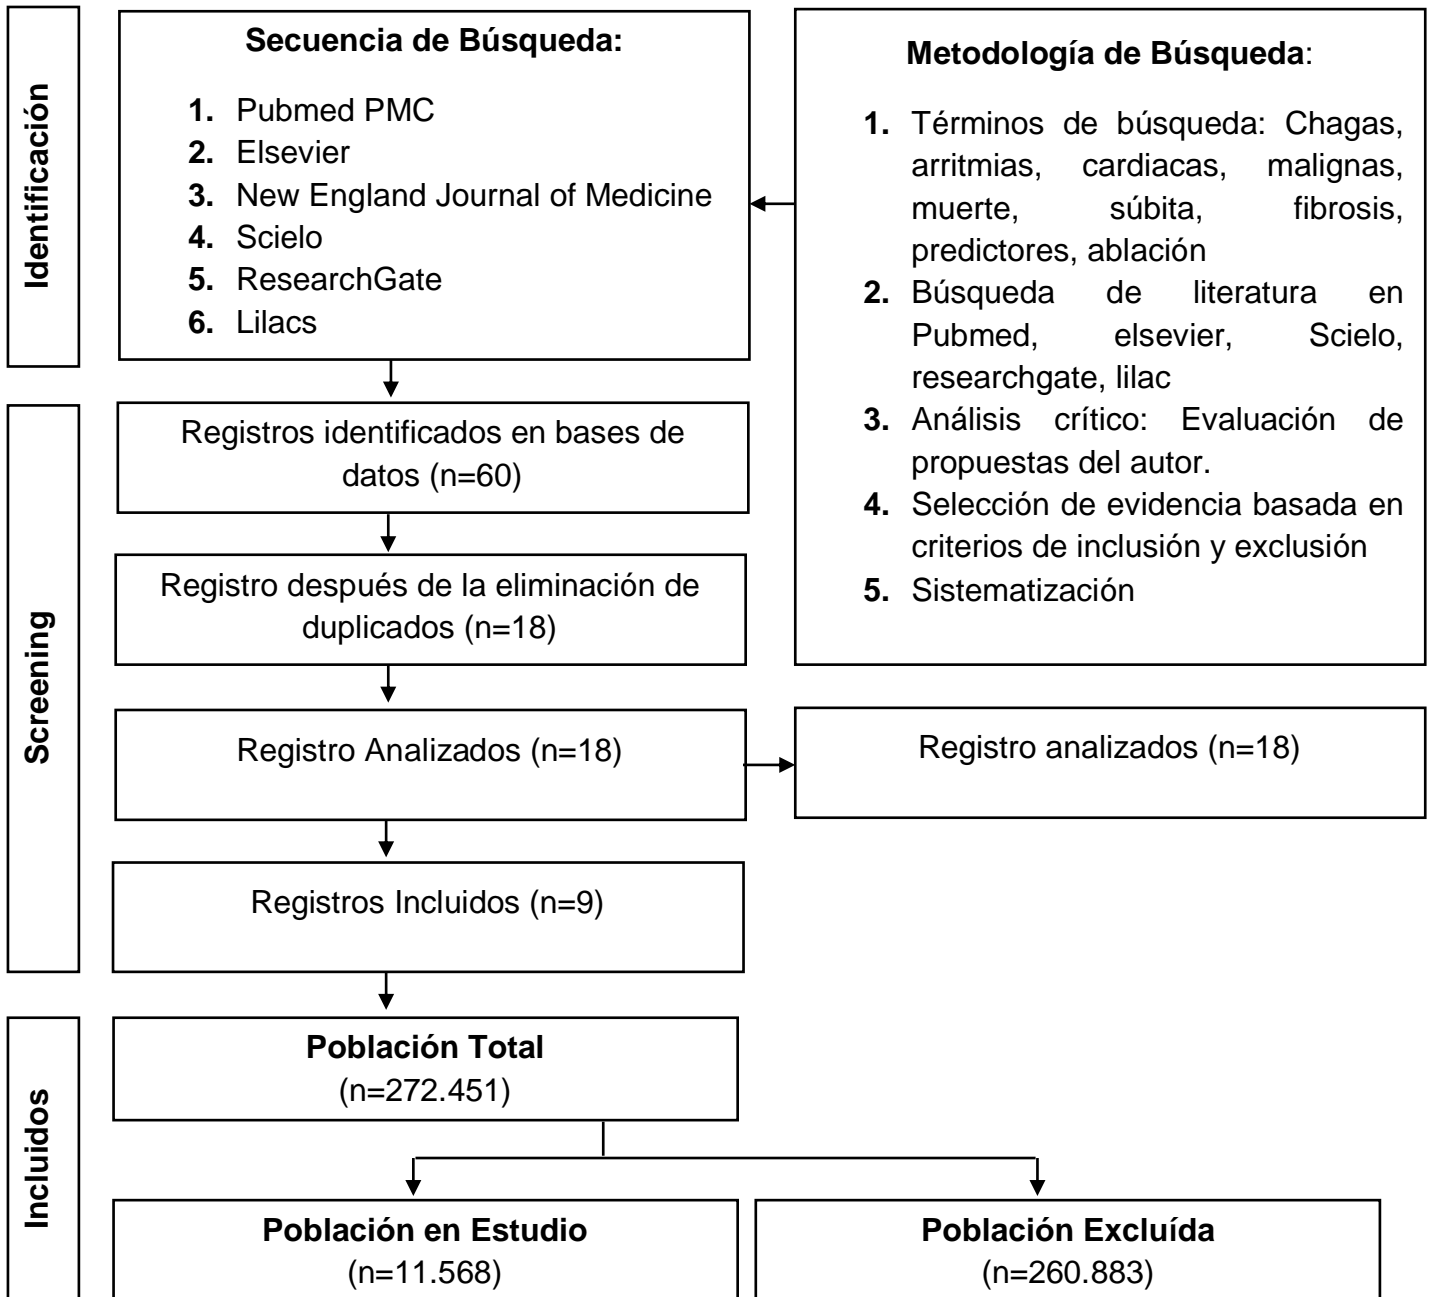 Identificación
Secuencia de Búsqueda:
1. Pubmed PMC
2. Elsevier
3. New England Journal of Medicine
4. Scielo
5. ResearchGate
6. Lilacs
Metodología de Búsqueda:
1. Términos de búsqueda: Chagas,
arritmias, cardiacas, malignas,
muerte, súbita, fibrosis,
predictores, ablación
2. Búsqueda de literatura en
Pubmed, elsevier, Scielo,
researchgate, lilac
3. Análisis crítico: Evaluación de
propuestas del autor.
4. Selección de evidencia basada en
criterios de inclusión y exclusión
5. Sistematización
Screening
Registros identificados en bases de
datos (n=60)
Registro después de la eliminación de
duplicados (n=18)
Registro Analizados (n=18)
Registro analizados (n=18)
Registros Incluidos (n=9)
Incluidos
Población Total
(n=272.451)
Población en Estudio
(n=11.568)
Población Excluída
(n=260.883)